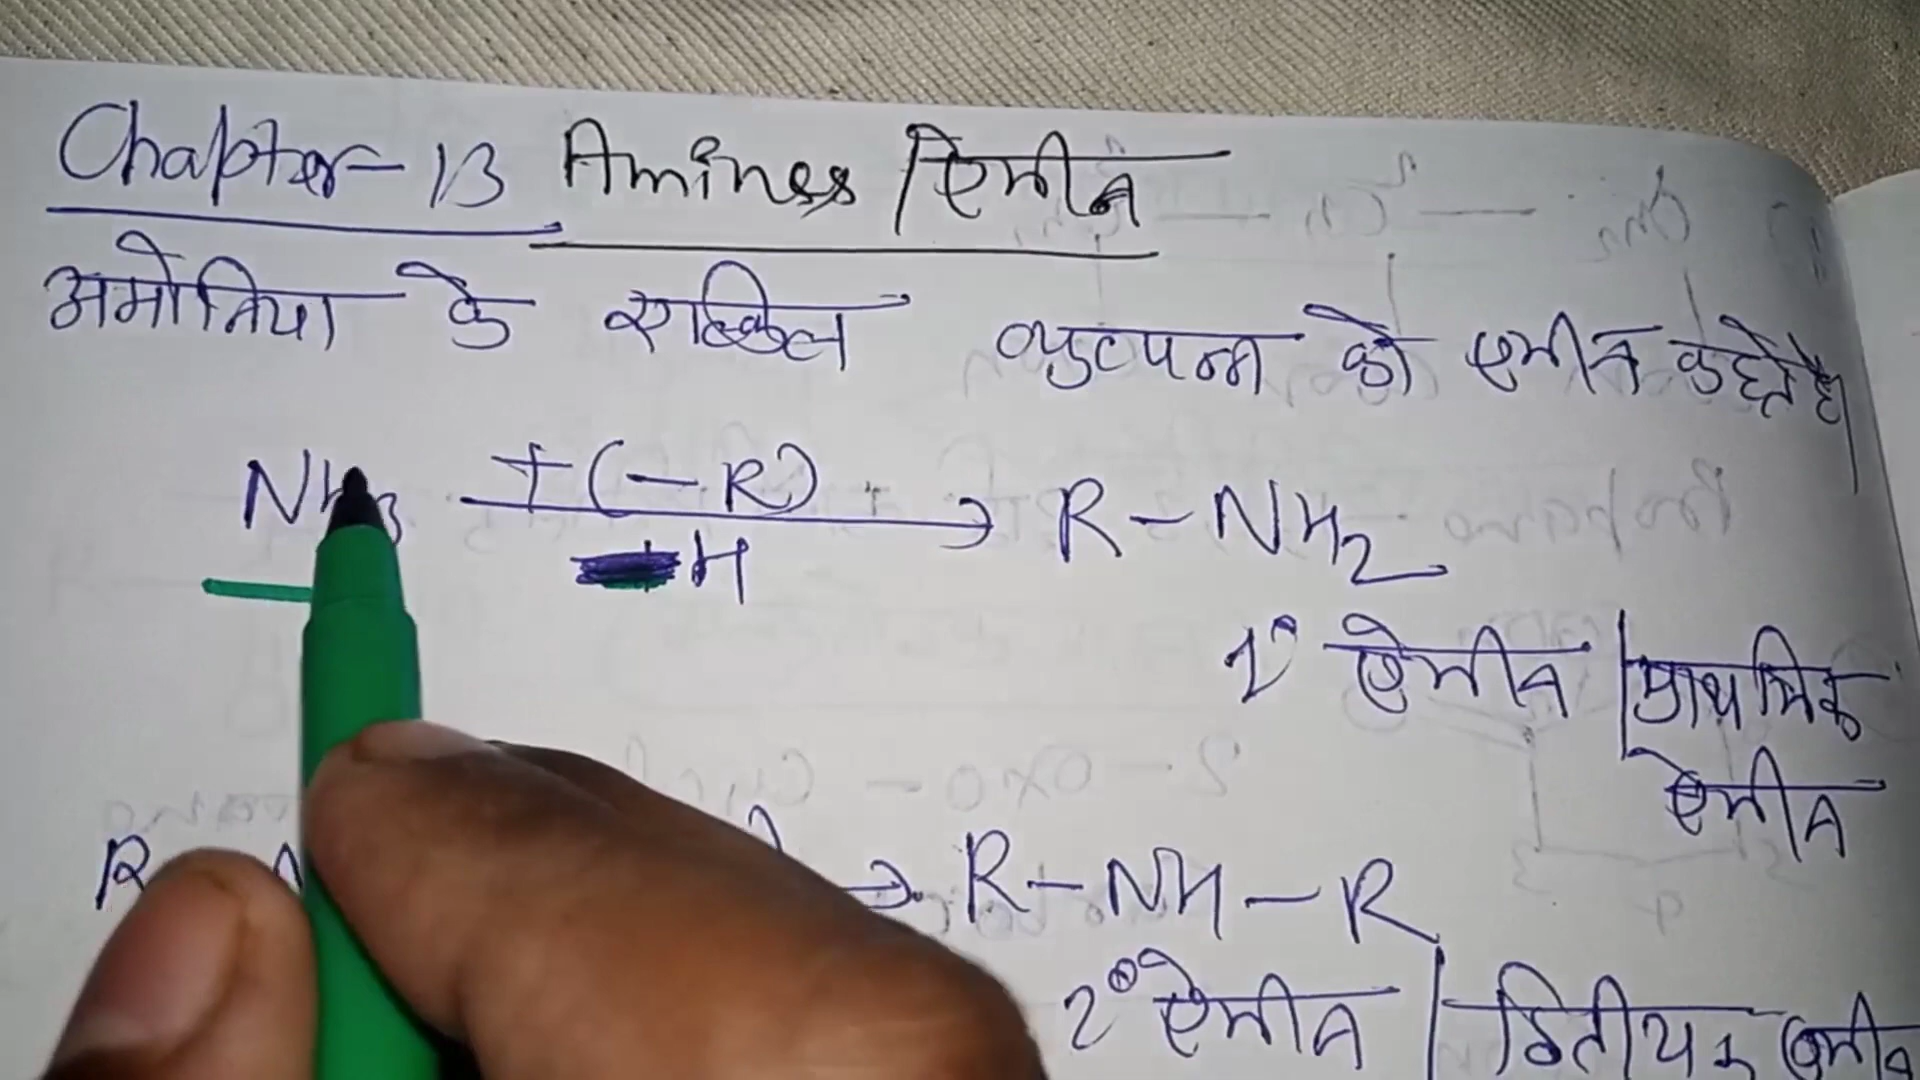 Chapter-13 Amines | ऐमीन
अमोनिया के एल्किल व्युत्पन्न को एमीन कहते है।
NH3 +(-R) → R-NH2
-H
1° ऐमीन | प्राथमिक
ऐमीन
R → R-NH-R
2° ऐमीन | द्वितीयक ऐमीन